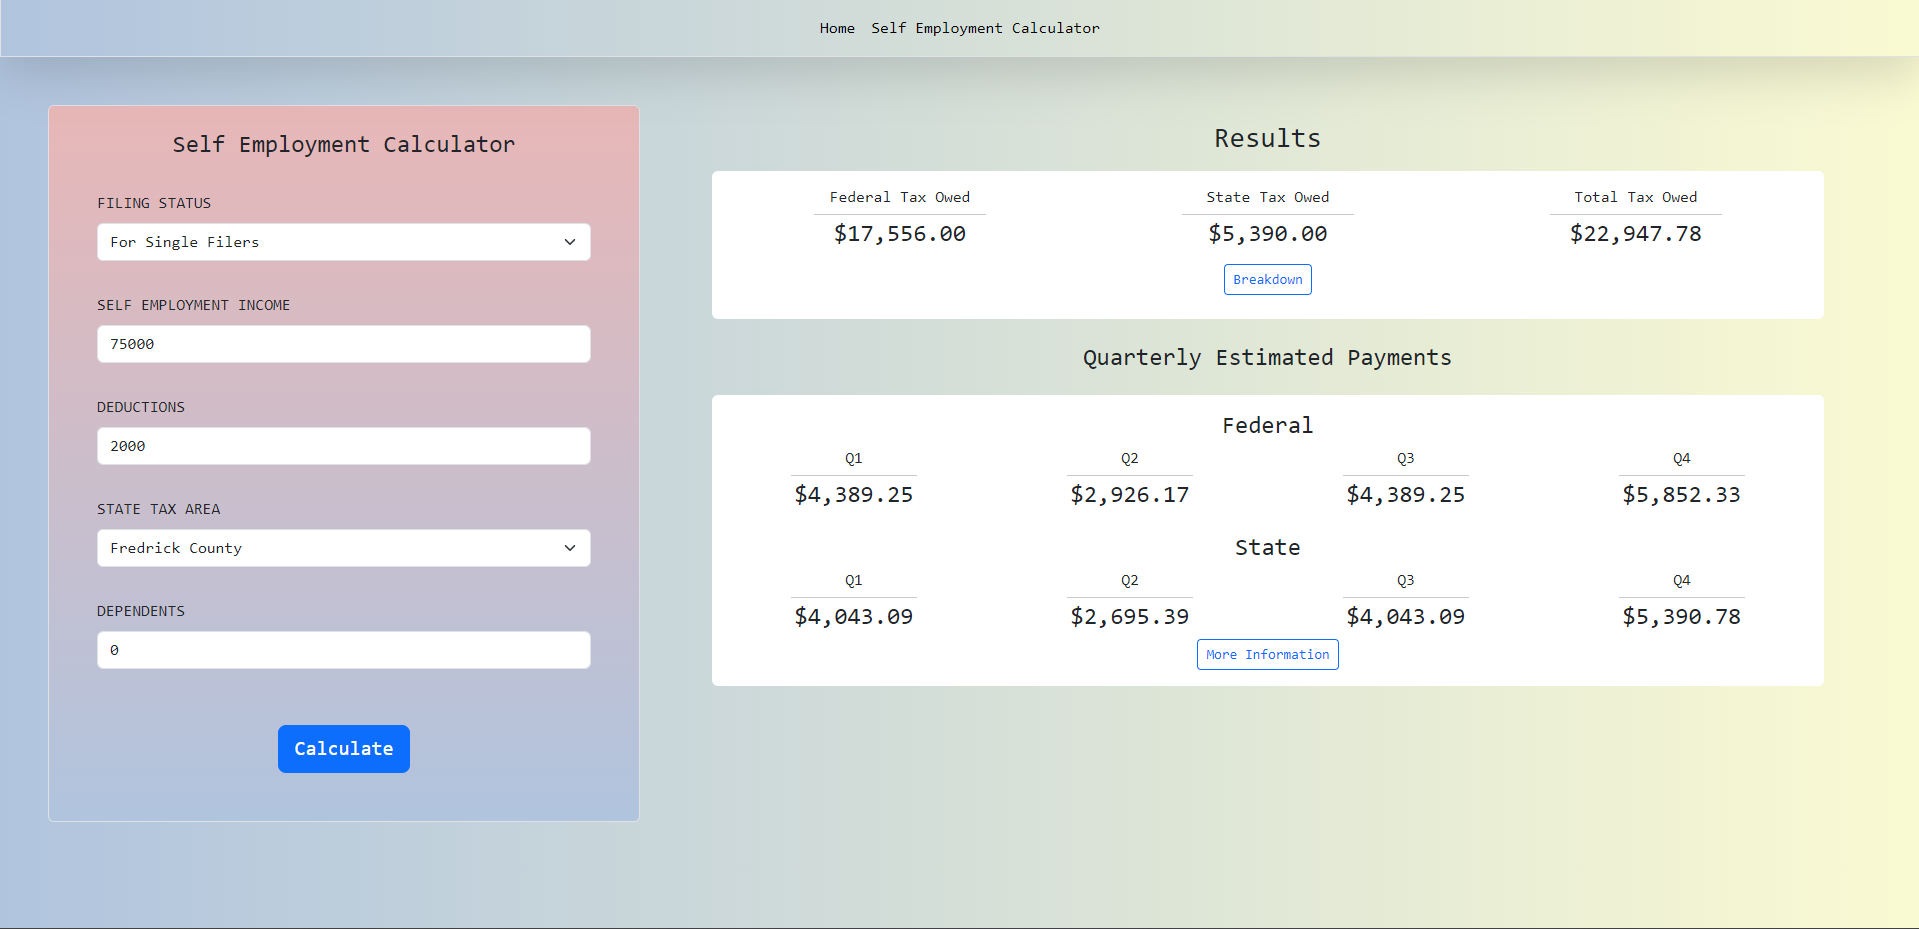 Home Self Employment Calculator
Self Employment Calculator
FILING STATUS
For Single Filers
SELF EMPLOYMENT INCOME
75000
DEDUCTIONS
2000
STATE TAX AREA
Fredrick County
DEPENDENTS
0
Calculate
Results
Federal Tax Owed State Tax Owed Total Tax Owed
$17,556.00 $5,390.00 $22,947.78
Breakdown
Quarterly Estimated Payments
Federal
Q1 Q2 Q3 Q4
$4,389.25 $2,926.17 $4,389.25 $5,852.33
State
Q1 Q2 Q3 Q4
$4,043.09 $2,695.39 $4,043.09 $5,390.78
More Information